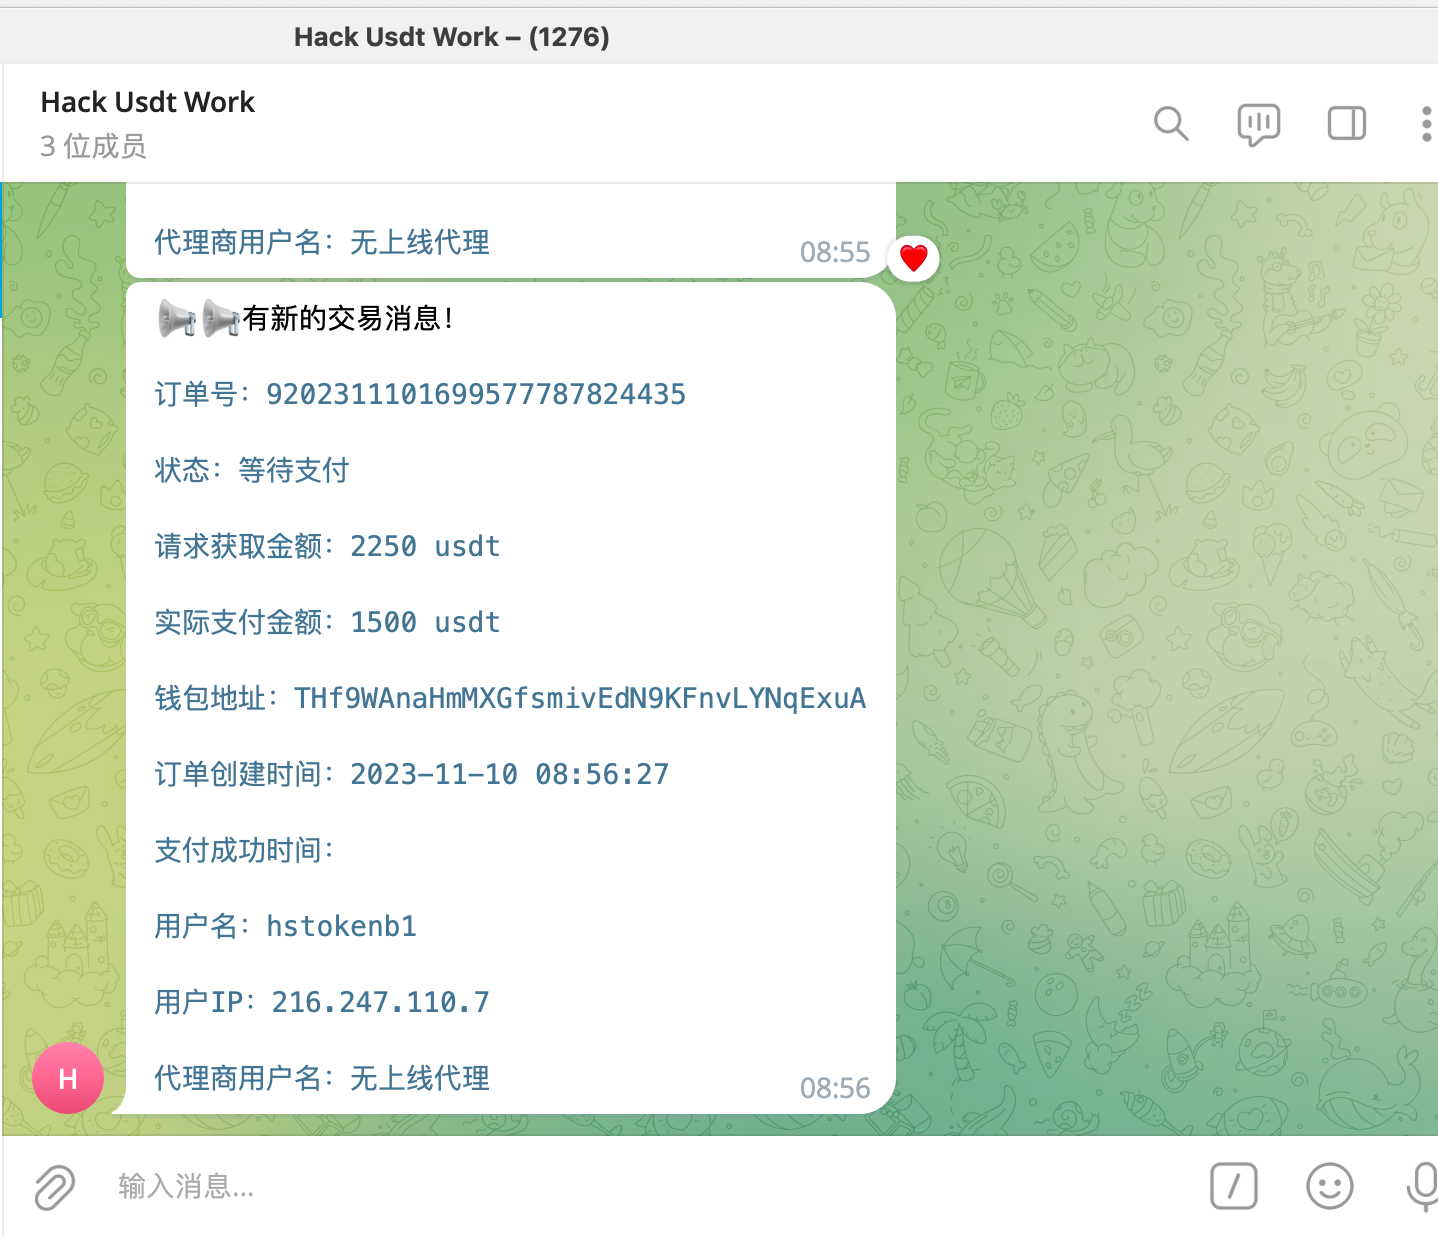 Hack Usdt Work – (1276)
Hack Usdt Work
3 位成员
代理商用户名：无上线代理
08:55
有新的交易消息！
订单号：9202311101699577787824435
状态：等待支付
请求获取金额：2250 usdt
实际支付金额：1500 usdt
钱包地址：THf9WAnaHmMXGfsmivEdN9KFnvLYNqExuA
订单创建时间：2023-11-10 08:56:27
支付成功时间：
用户名：hstokenb1
用户IP：216.247.110.7
代理商用户名：无上线代理
08:56
H
输入消息...